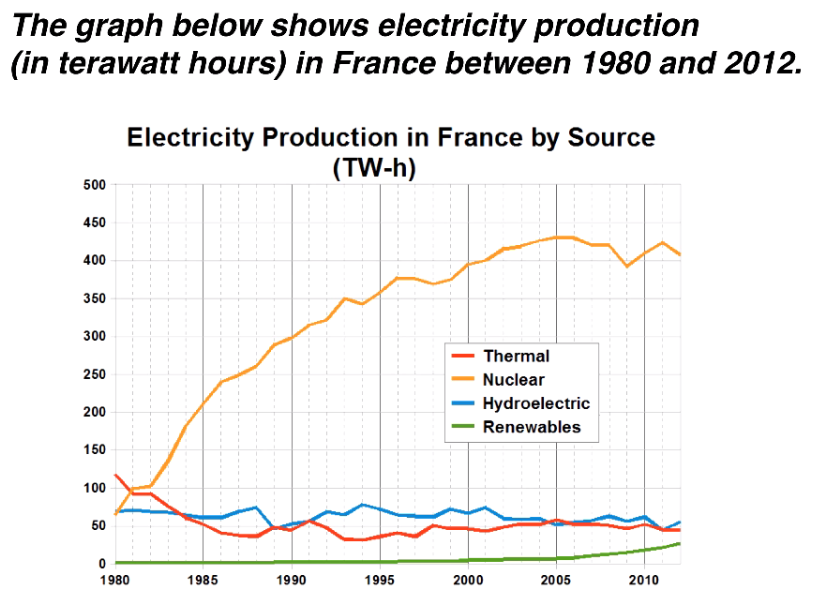 The graph below shows electricity production
(in terawatt hours) in France between 1980 and 2012.
Electricity Production in France by Source
(TW-h)
500
450
400
350
300
250
200
150
100
50
0
Thermal
Nuclear
Hydroelectric
Renewables
1980 1985 1990 1995 2000 2005 2010